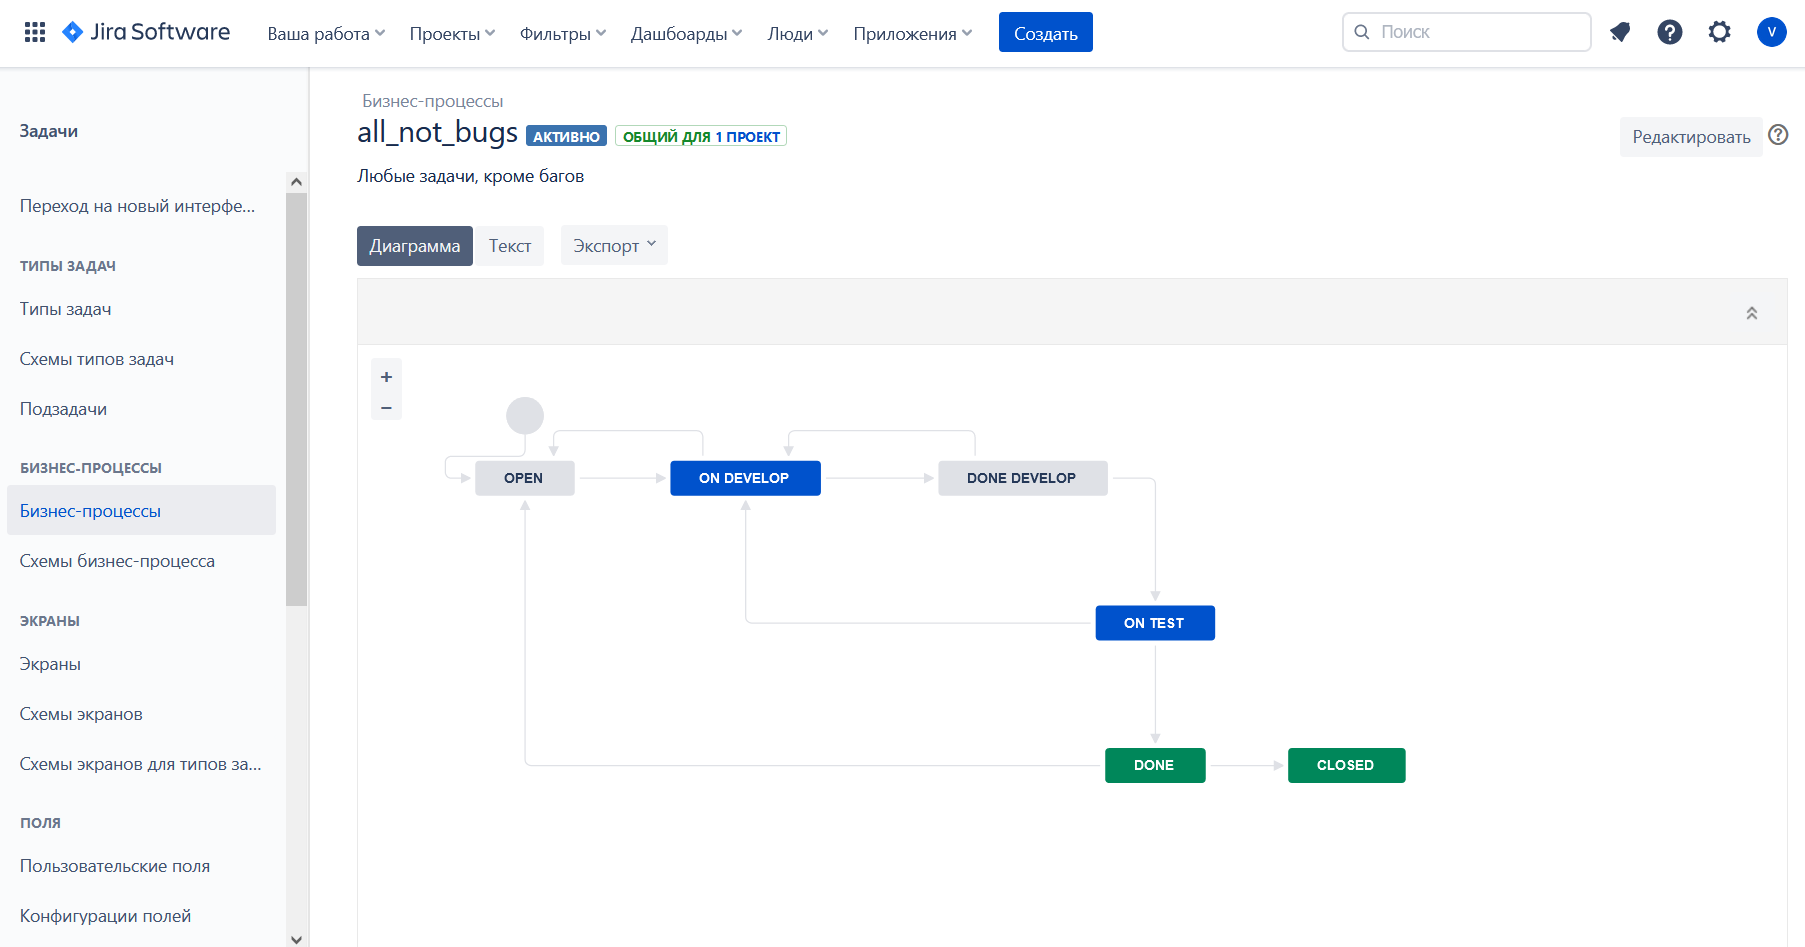 Jira Software Ваша работа Проекты Фильтры Дашборды Люди Приложения Создать Поиск V
Задачи
Переход на новый интерфе...
ТИПЫ ЗАДАЧ
Типы задач
Схемы типов задач
Подзадачи
БИЗНЕС-ПРОЦЕССЫ
Бизнес-процессы
Схемы бизнес-процесса
ЭКРАНЫ
Экраны
Схемы экранов
Схемы экранов для типов за...
ПОЛЯ
Пользовательские поля
Конфигурации полей
Бизнес-процессы
all_not_bugs АКТИВНО ОБЩИЙ ДЛЯ 1 ПРОЕКТ
Редактировать
Любые задачи, кроме багов
Диаграмма Текст Экспорт
+
−
OPEN ON DEVELOP DONE DEVELOP
ON TEST
DONE CLOSED